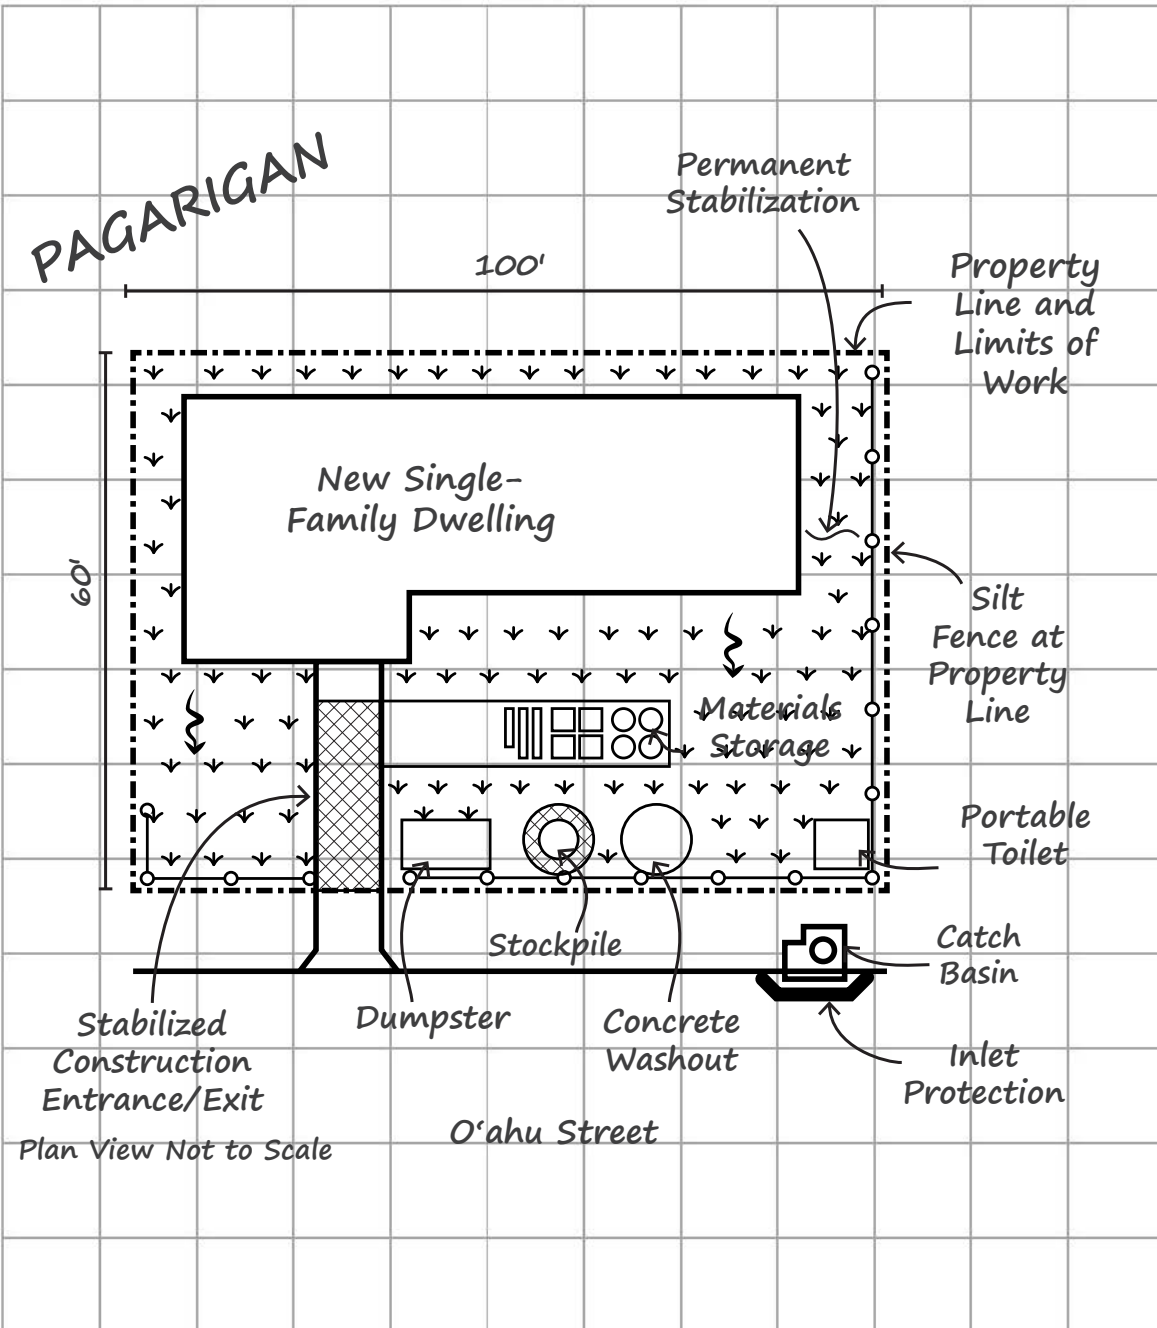 PAGARIGAN
Permanent
Stabilization
100'
Property
Line and
Limits of
Work
New Single-
Family Dwelling
60'
Silt
Fence at
Property
Line
Materials
Storage
Portable
Toilet
Stockpile
Catch
Basin
Dumpster
Concrete
Washout
Stabilized
Construction
Entrance/Exit
Inlet
Protection
Plan View Not to Scale
Oʻahu Street